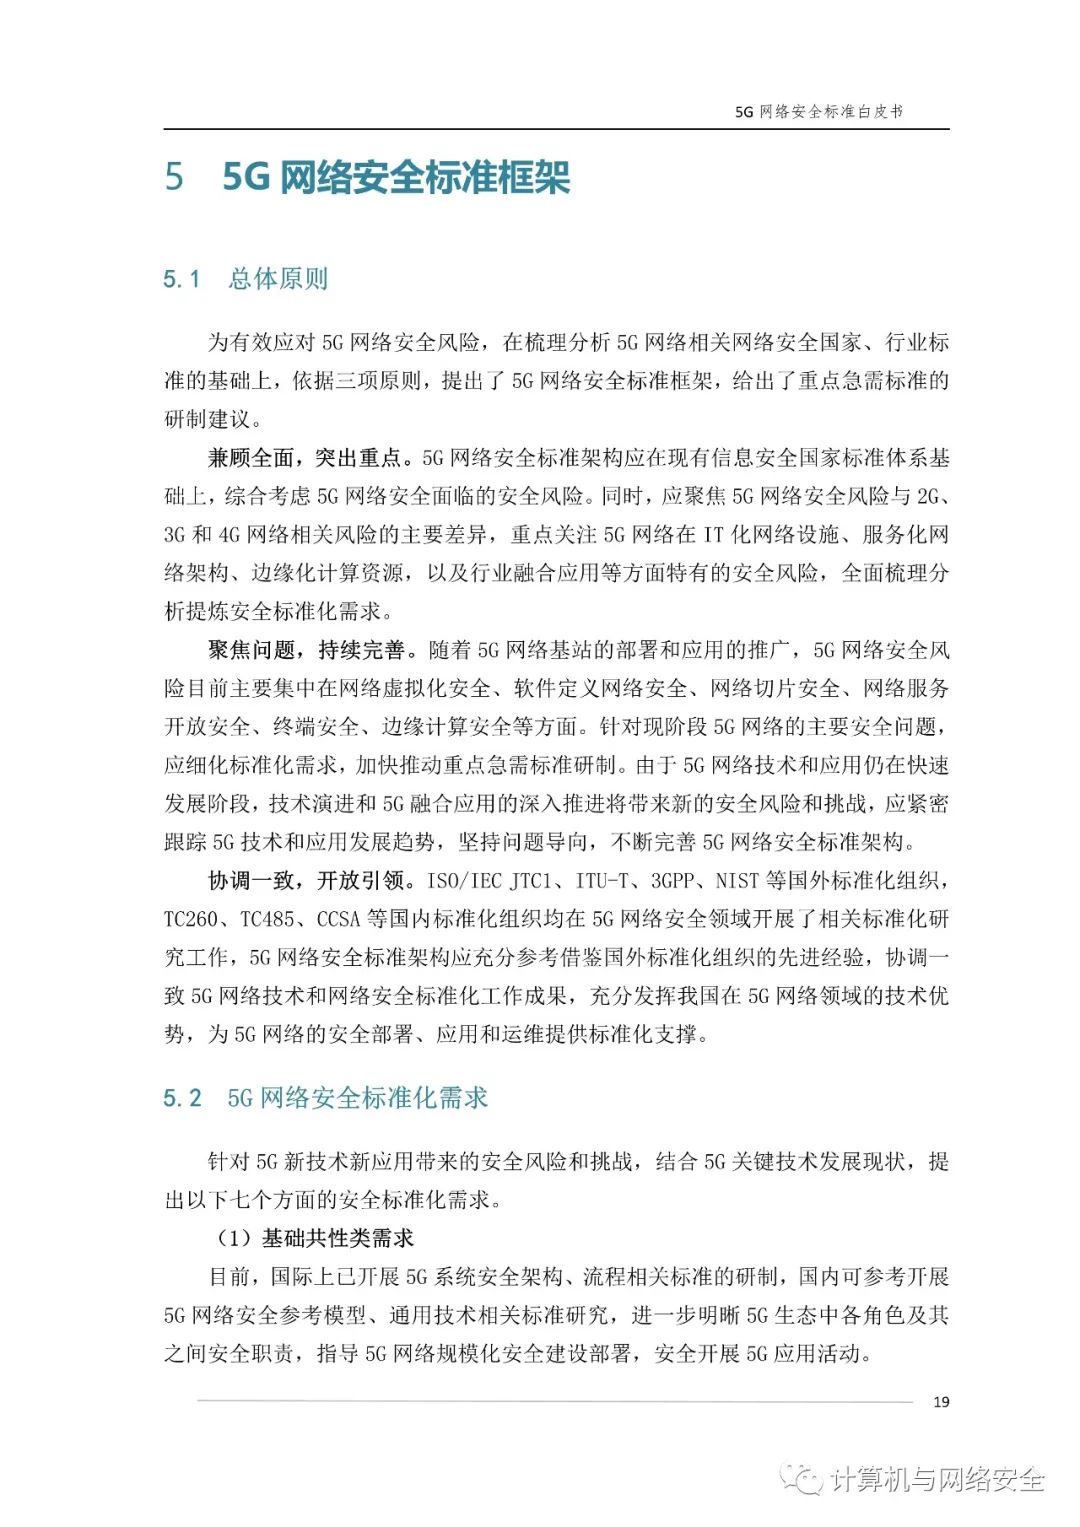 5G 网络安全标准白皮书
5 5G 网络安全标准框架
5.1 总体原则
为有效应对 5G 网络安全风险，在梳理分析 5G 网络相关网络安全国家、行业标
准的基础上，依据三项原则，提出了 5G 网络安全标准框架，给出了重点急需标准的
研制建议。
兼顾全面，突出重点。5G 网络安全标准架构应在现有信息安全国家标准体系基
础上，综合考虑 5G 网络安全面临的安全风险。同时，应聚焦 5G 网络安全风险与 2G、
3G 和 4G 网络相关风险的主要差异，重点关注 5G 网络在 IT 化网络设施、服务化网
络架构、边缘化计算资源，以及行业融合应用等方面特有的安全风险，全面梳理分
析提炼安全标准化需求。
聚焦问题，持续完善。随着 5G 网络基站的部署和应用的推广，5G 网络安全风
险目前主要集中在网络虚拟化安全、软件定义网络安全、网络切片安全、网络服务
开放安全、终端安全、边缘计算安全等方面。针对现阶段 5G 网络的主要安全问题，
应细化标准化需求，加快推动重点急需标准研制。由于 5G 网络技术和应用仍在快速
发展阶段，技术演进和 5G 融合应用的深入推进将带来新的安全风险和挑战，应紧密
跟踪 5G 技术和应用发展趋势，坚持问题导向，不断完善 5G 网络安全标准架构。
协调一致，开放引领。ISO/IEC JTC1、ITU-T、3GPP、NIST 等国外标准化组织，
TC260、TC485、CCSA 等国内标准化组织均在 5G 网络安全领域开展了相关标准化研
究工作，5G 网络安全标准架构应充分参考借鉴国外标准化组织的先进经验，协调一
致 5G 网络技术和网络安全标准化工作成果，充分发挥我国在 5G 网络领域的技术优
势，为 5G 网络的安全部署、应用和运维提供标准化支撑。
5.2 5G 网络安全标准化需求
针对 5G 新技术新应用带来的安全风险和挑战，结合 5G 关键技术发展现状，提
出以下七个方面的安全标准化需求。
（1）基础共性类需求
目前，国际上已开展 5G 系统安全架构、流程相关标准的研制，国内可参考开展
5G 网络安全参考模型、通用技术相关标准研究，进一步明晰 5G 生态中各角色及其
之间安全职责，指导 5G 网络规模化安全建设部署，安全开展 5G 应用活动。
19
计算机与网络安全